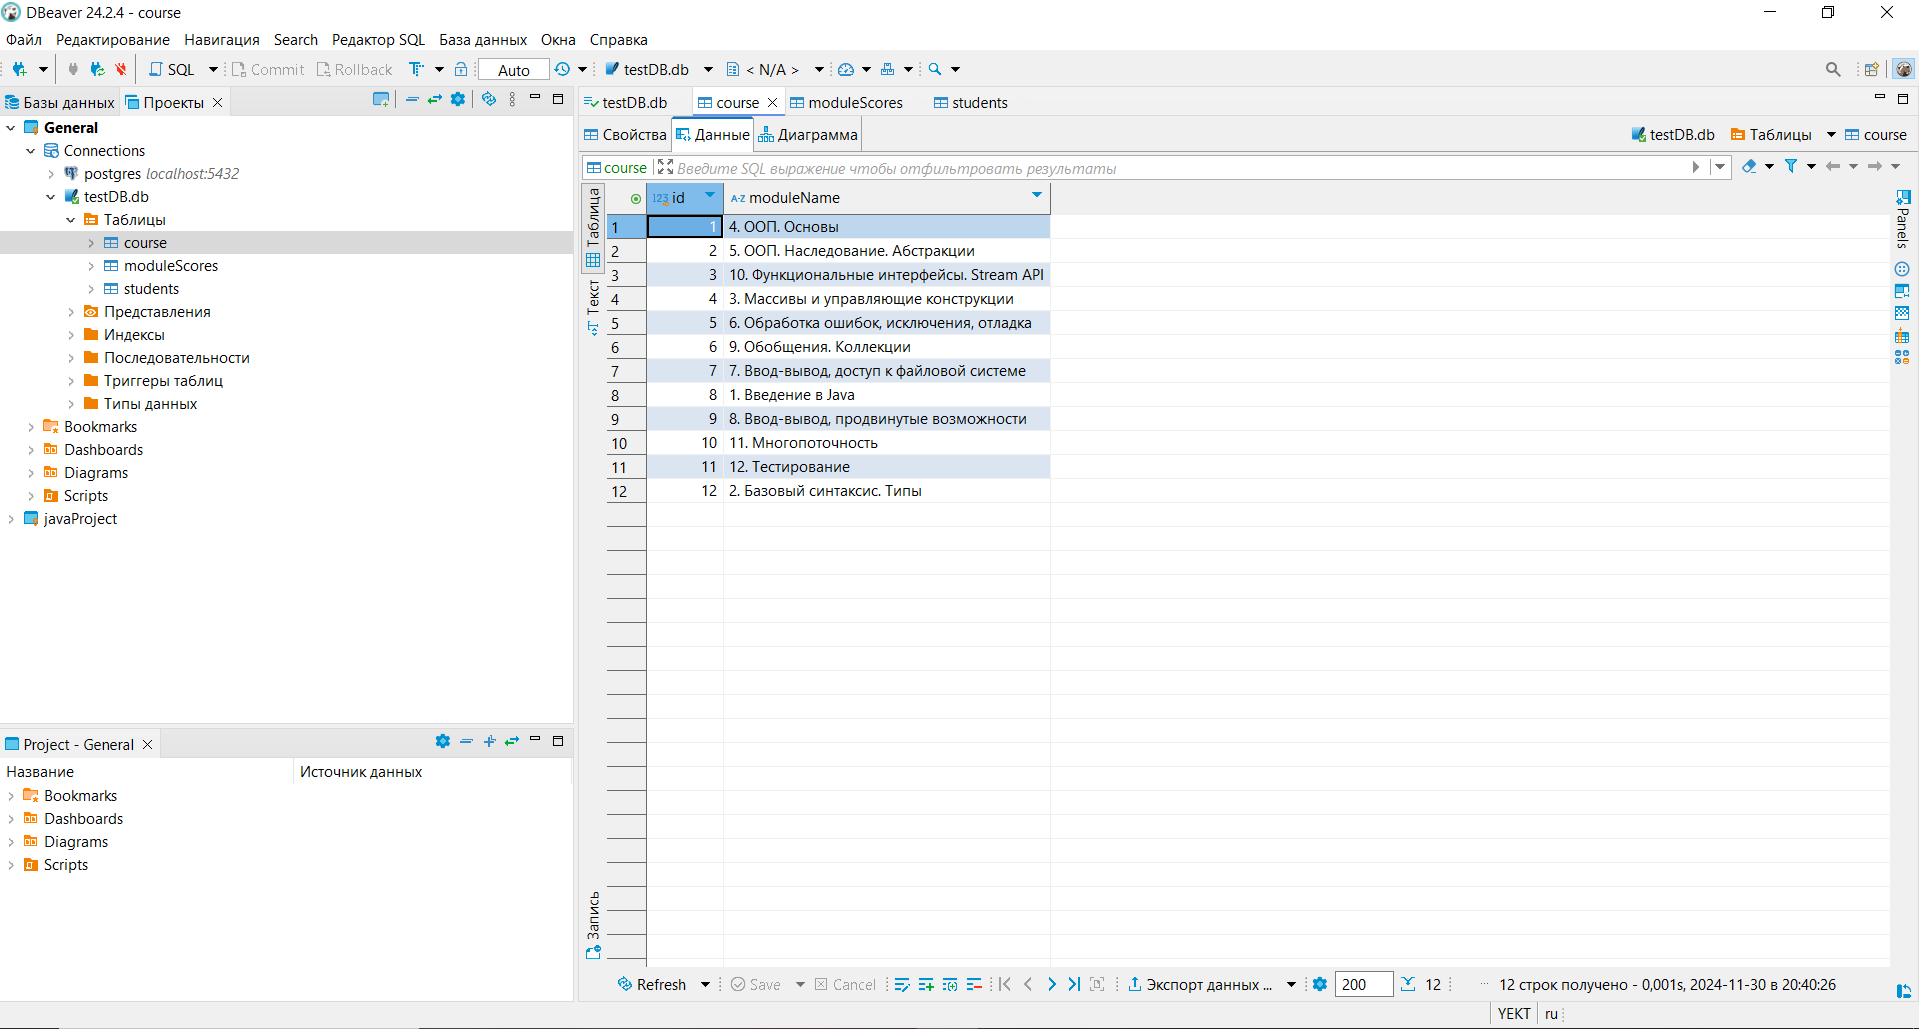 DBeaver 24.2.4 - course
Файл Редактирование Навигация Search Редактор SQL База данных Окна Справка
SQL Commit Rollback Auto testDB.db < N/A >
Базы данных Проекты
General
Connections
postgres localhost:5432
testDB.db
Таблицы
course
moduleScores
students
Представления
Индексы
Последовательности
Триггеры таблиц
Типы данных
Bookmarks
Dashboards
Diagrams
Scripts
javaProject
Project - General
Название Источник данных
Bookmarks
Dashboards
Diagrams
Scripts
testDB.db course moduleScores students
Свойства Данные Диаграмма testDB.db Таблицы course
course Введите SQL выражение чтобы отфильтровать результаты
Таблица
Текст
Запись
123 id A-Z moduleName
1 1 4. ООП. Основы
2 2 5. ООП. Наследование. Абстракции
3 3 10. Функциональные интерфейсы. Stream API
4 4 3. Массивы и управляющие конструкции
5 5 6. Обработка ошибок, исключения, отладка
6 6 9. Обобщения. Коллекции
7 7 7. Ввод-вывод, доступ к файловой системе
8 8 1. Введение в Java
9 9 8. Ввод-вывод, продвинутые возможности
10 10 11. Многопоточность
11 11 12. Тестирование
12 12 2. Базовый синтаксис. Типы
Panels
Refresh Save Cancel Экспорт данных ... 200 12 12 строк получено - 0,001s, 2024-11-30 в 20:40:26
YEKT ru